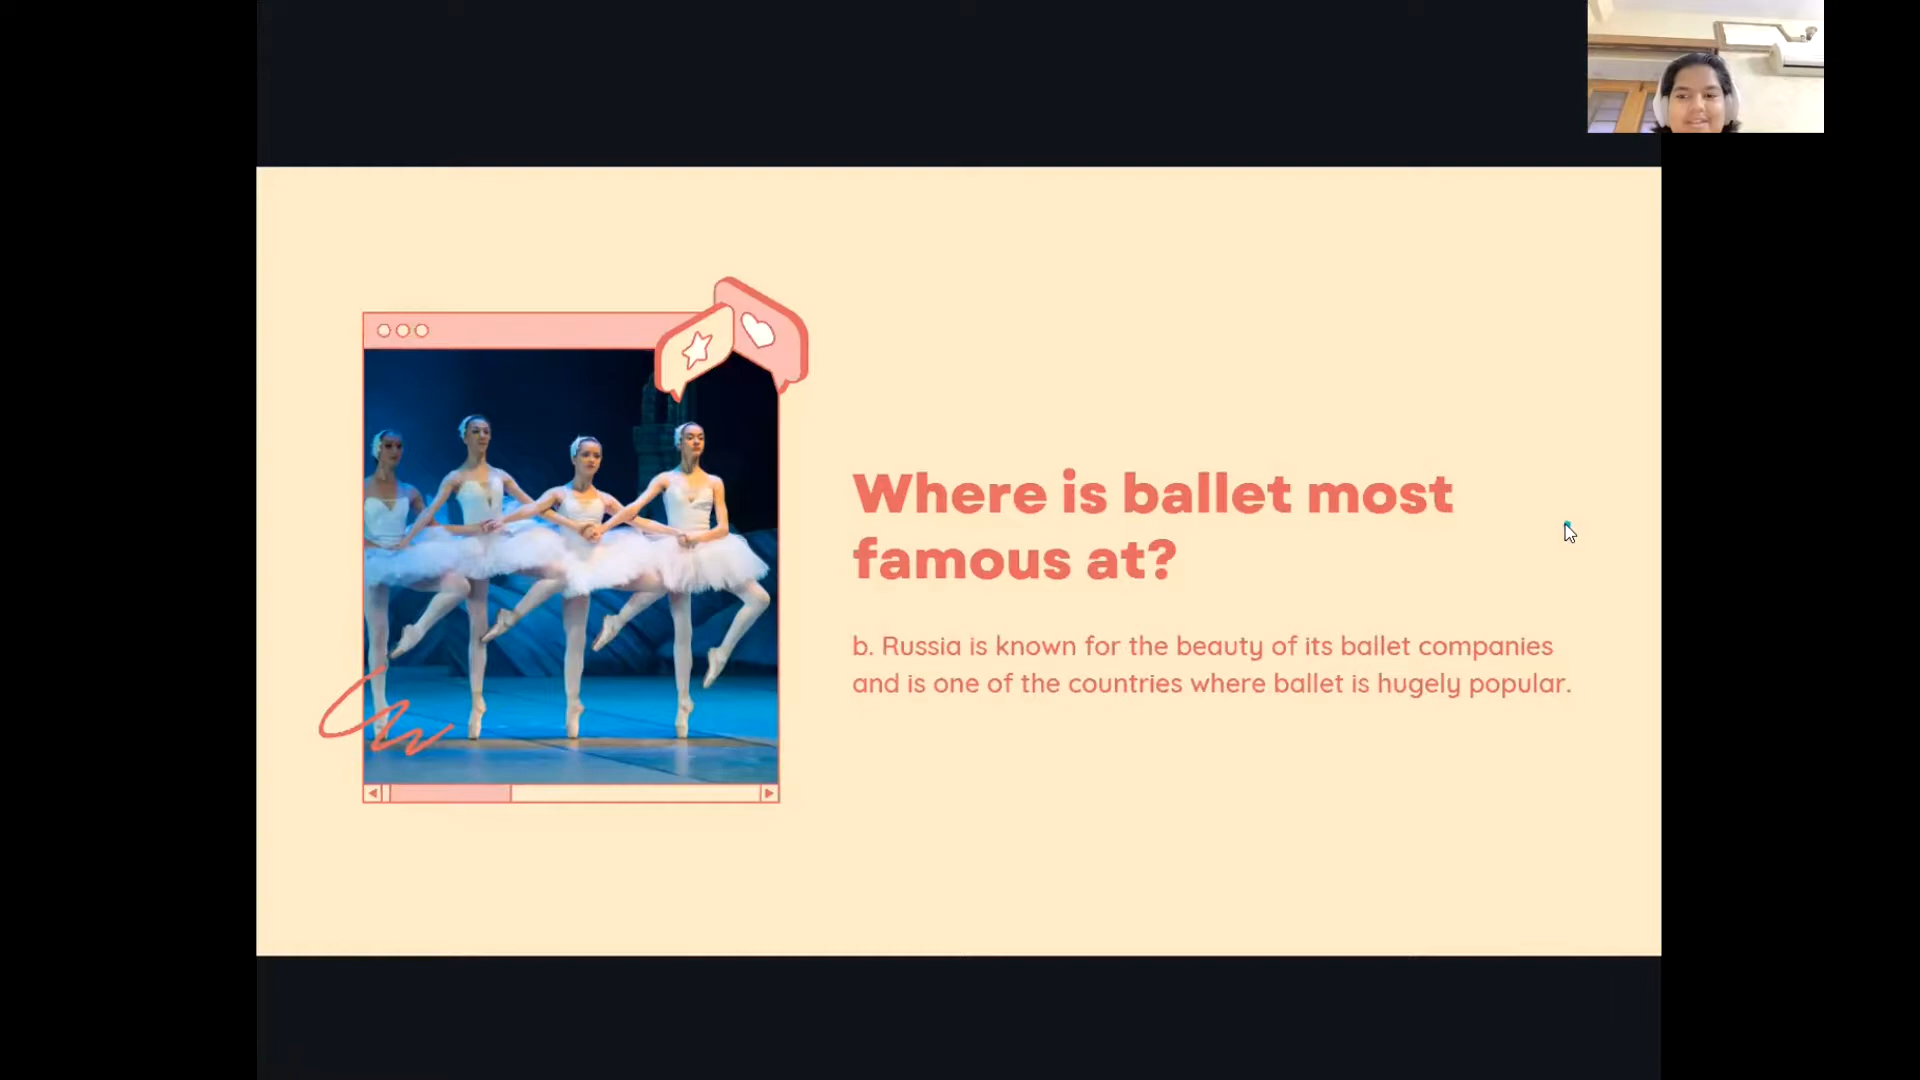 Where is ballet most
famous at?
b. Russia is known for the beauty of its ballet companies
and is one of the countries where ballet is hugely popular.